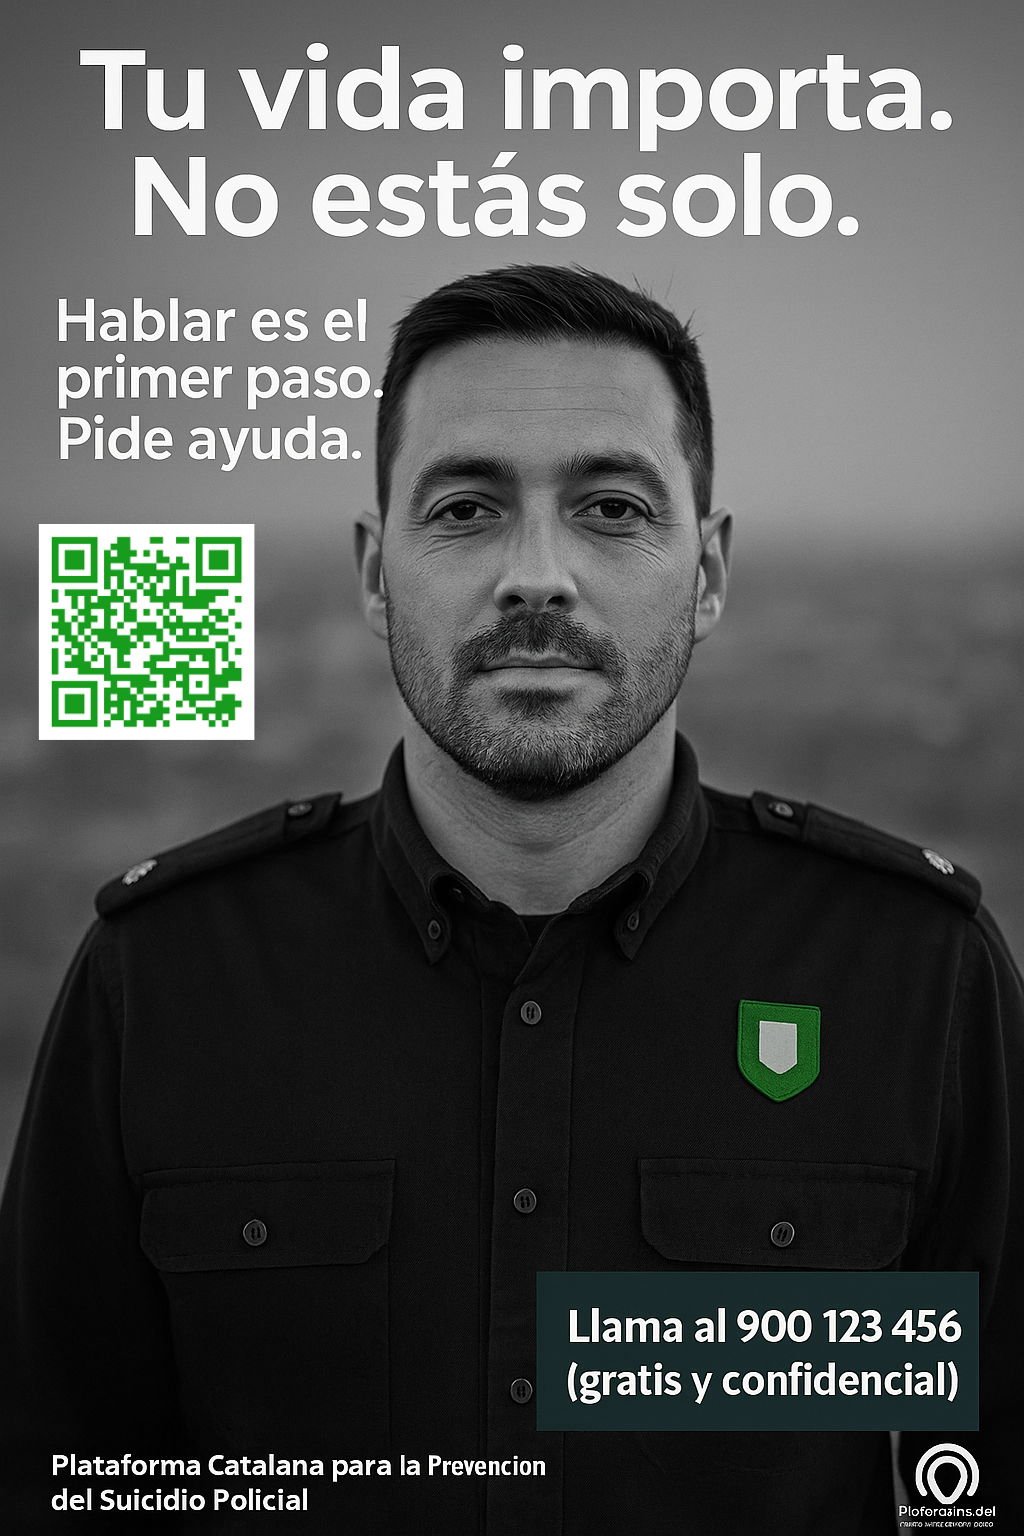 Tu vida importa.
No estás solo.
Hablar es el
primer paso.
Pide ayuda.
Llama al 900 123 456
(gratis y confidencial)
Plataforma Catalana para la Prevencion
del Suicidio Policial